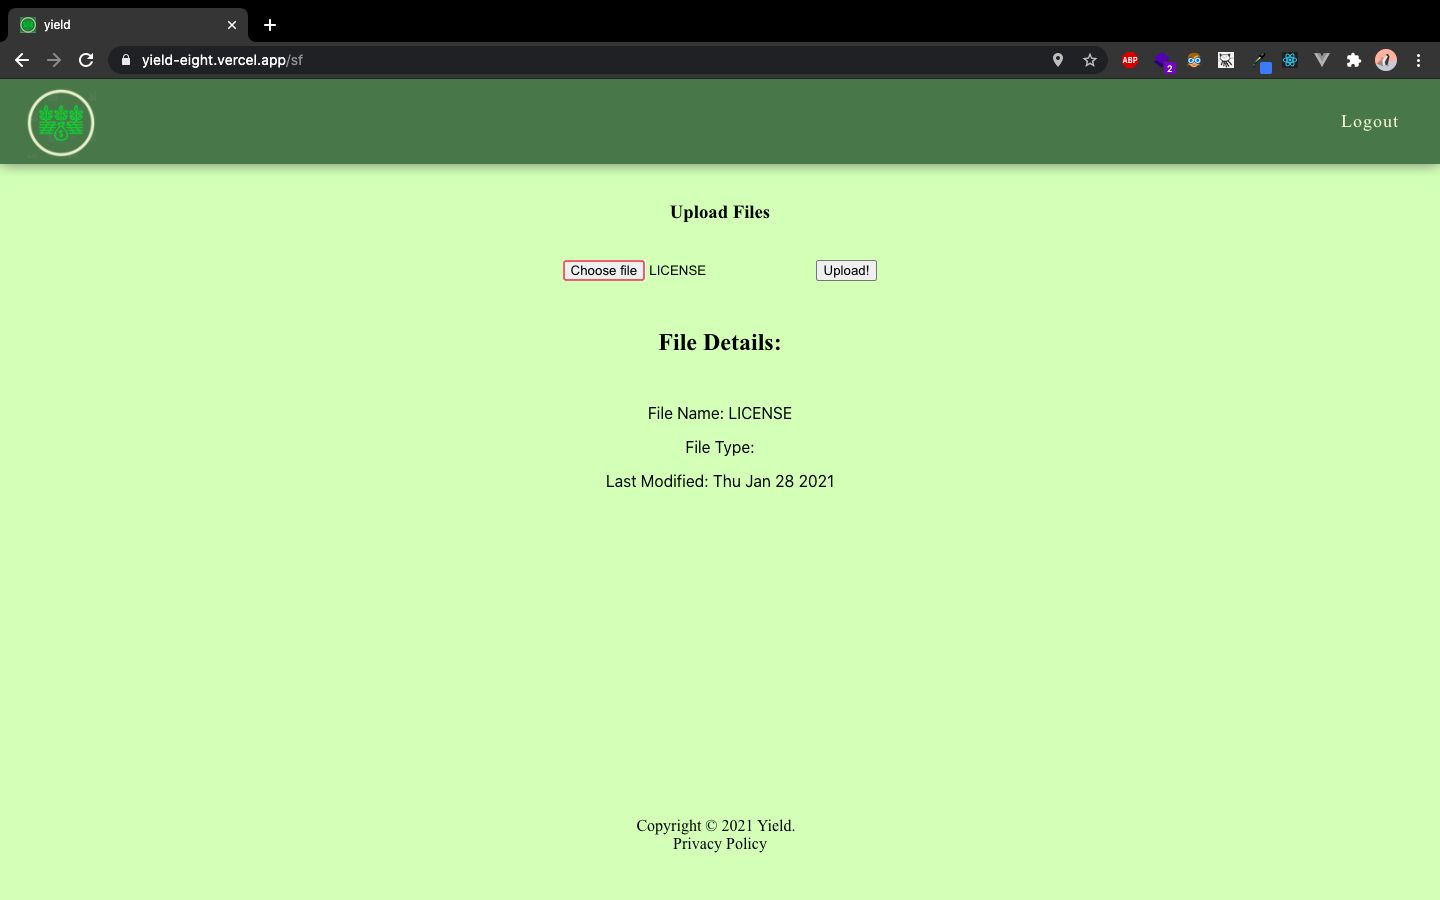 yield
yield-eight.vercel.app/sf
ABP
2
Logout
Upload Files
Choose file LICENSE Upload!
File Details:
File Name: LICENSE
File Type:
Last Modified: Thu Jan 28 2021
Copyright © 2021 Yield.
Privacy Policy